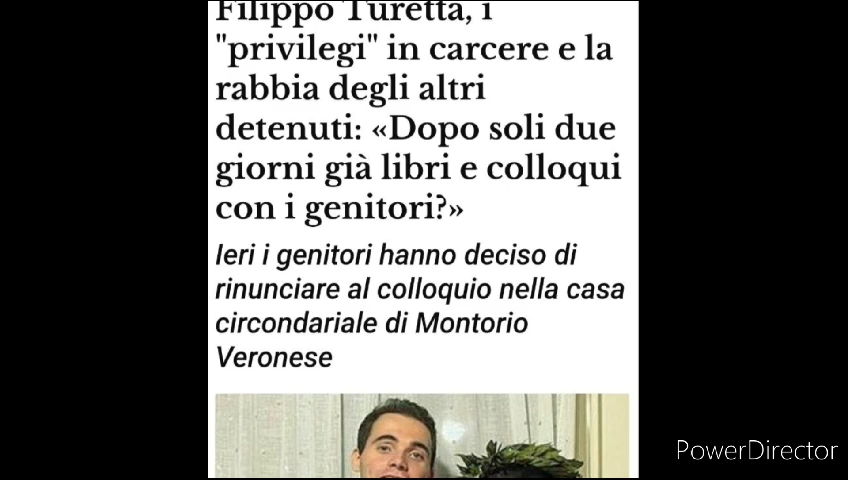 Filippo Turetta, i
"privilegi" in carcere e la
rabbia degli altri
detenuti: «Dopo soli due
giorni già libri e colloqui
con i genitori?»
Ieri i genitori hanno deciso di
rinunciare al colloquio nella casa
circondariale di Montorio
Veronese
PowerDirector